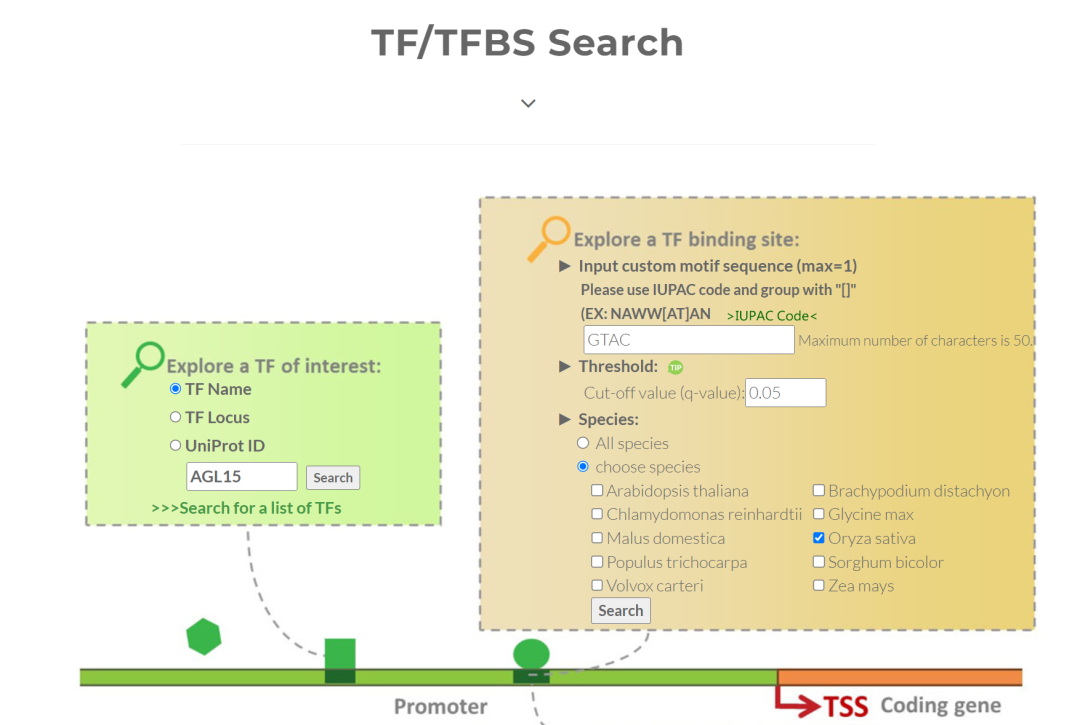 TF/TFBS Search
Explore a TF of interest:
TF Name
TF Locus
UniProt ID
AGL15
Search
>>>Search for a list of TFs
Explore a TF binding site:
► Input custom motif sequence (max=1)
Please use IUPAC code and group with "[]"
(EX: NAWW[AT]AN >IUPAC Code<
GTAC Maximum number of characters is 50.
► Threshold: TIP
Cut-off value (q-value): 0.05
► Species:
All species
choose species
Arabidopsis thaliana Brachypodium distachyon
Chlamydomonas reinhardtii Glycine max
Malus domestica Oryza sativa
Populus trichocarpa Sorghum bicolor
Volvox carteri Zea mays
Search
Promoter TSS Coding gene